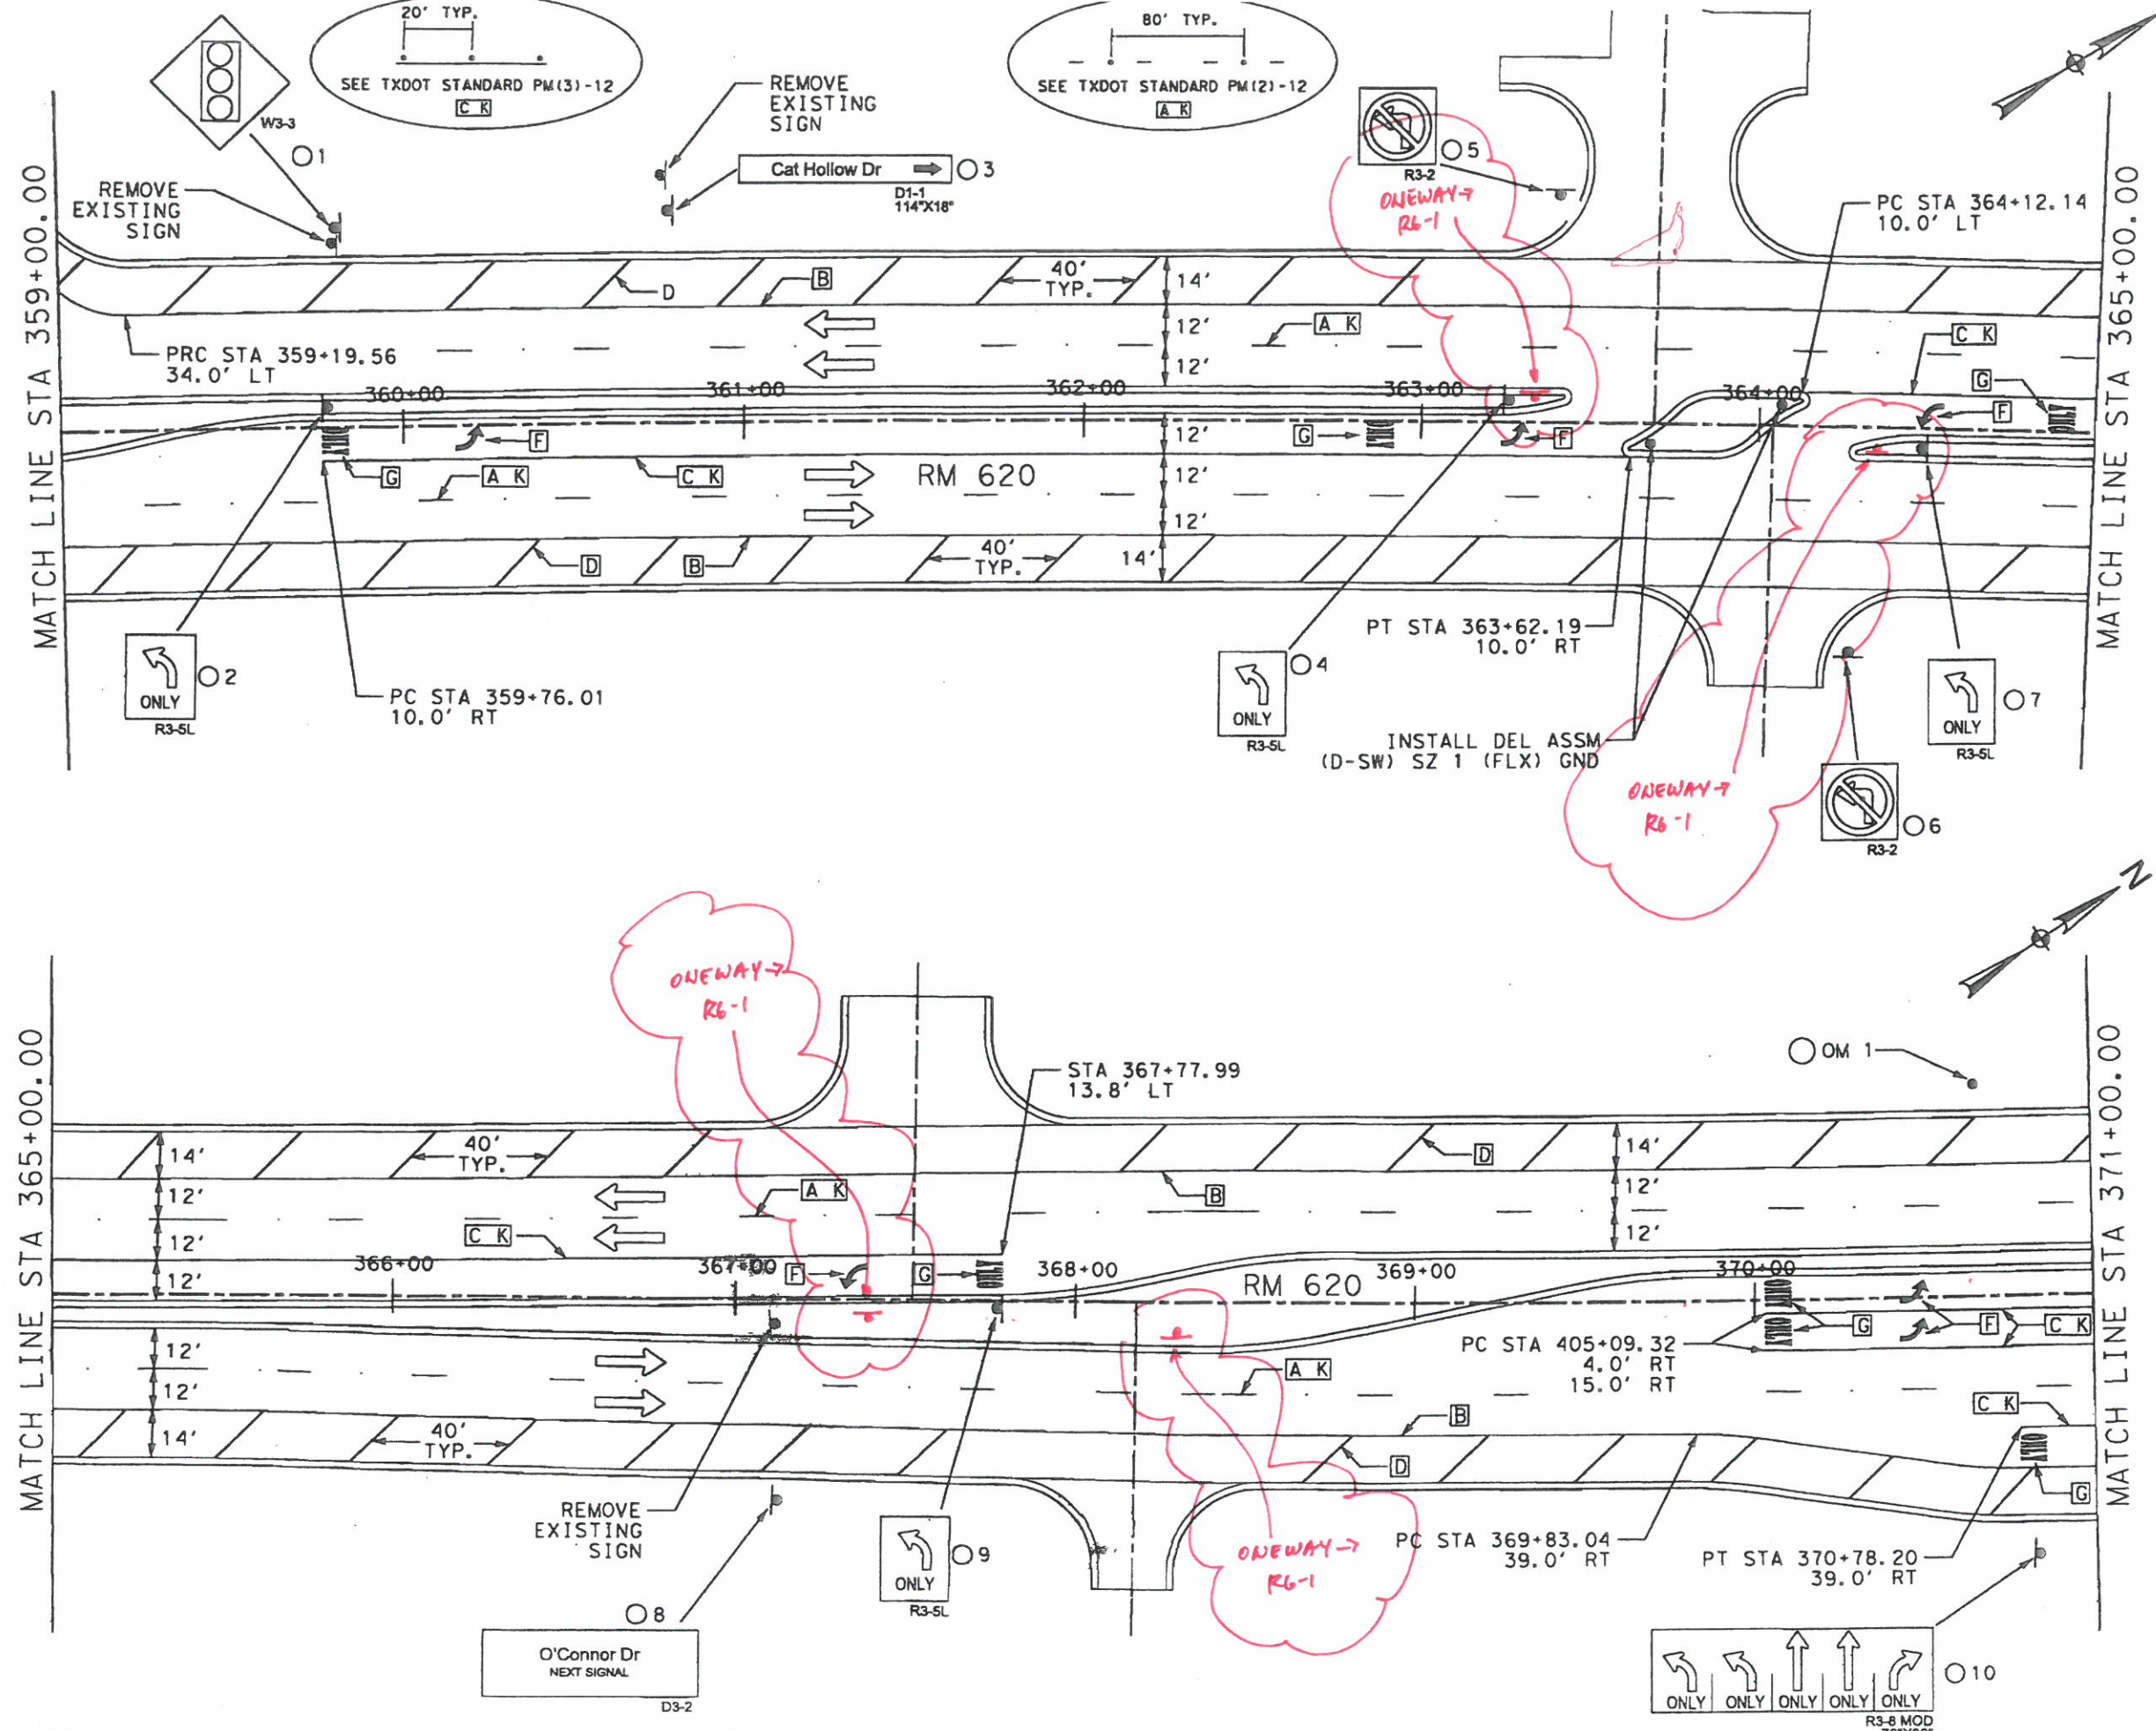 20' TYP.
SEE TXDOT STANDARD PM(3)-12
C K
80' TYP.
SEE TXDOT STANDARD PM(2)-12
A K
W3-3
1
REMOVE
EXISTING
SIGN
REMOVE
EXISTING
SIGN
Cat Hollow Dr
3
D1-1
114"X18"
5
R3-2
ONEWAY→
R6-1
PC STA 364+12.14
10.0' LT
MATCH LINE STA 359+00.00
MATCH LINE STA 365+00.00
D
B
40'
TYP.
14'
12'
12'
A K
C K
G
PRC STA 359+19.56
34.0' LT
360+00
361+00
362+00
363+00
364+00
ONLY
F
G
ONLY
F
F
ONLY
G
A K
C K
RM 620
12'
12'
12'
14'
D
B
40'
TYP.
ONLY
2
R3-5L
PC STA 359+76.01
10.0' RT
PT STA 363+62.19
10.0' RT
ONLY
4
R3-5L
INSTALL DEL ASSM
(D-SW) SZ 1 (FLX) GND
ONLY
7
R3-5L
ONEWAY→
R6-1
6
R3-2
N
ONEWAY→
R6-1
STA 367+77.99
13.8' LT
OM 1
MATCH LINE STA 365+00.00
MATCH LINE STA 371+00.00
14'
12'
12'
12'
40'
TYP.
A K
C K
D
B
14'
12'
12'
366+00
367+00
F
G
ONLY
368+00
RM 620
369+00
370+00
ONLY
ONLY
G
F
C K
12'
12'
14'
40'
TYP.
A K
PC STA 405+09.32
4.0' RT
15.0' RT
B
D
C K
ONLY
G
REMOVE
EXISTING
SIGN
ONLY
9
R3-5L
ONEWAY→
R6-1
PC STA 369+83.04
39.0' RT
PT STA 370+78.20
39.0' RT
8
O'Connor Dr
NEXT SIGNAL
D3-2
ONLY ONLY ONLY ONLY ONLY
10
R3-8 MOD